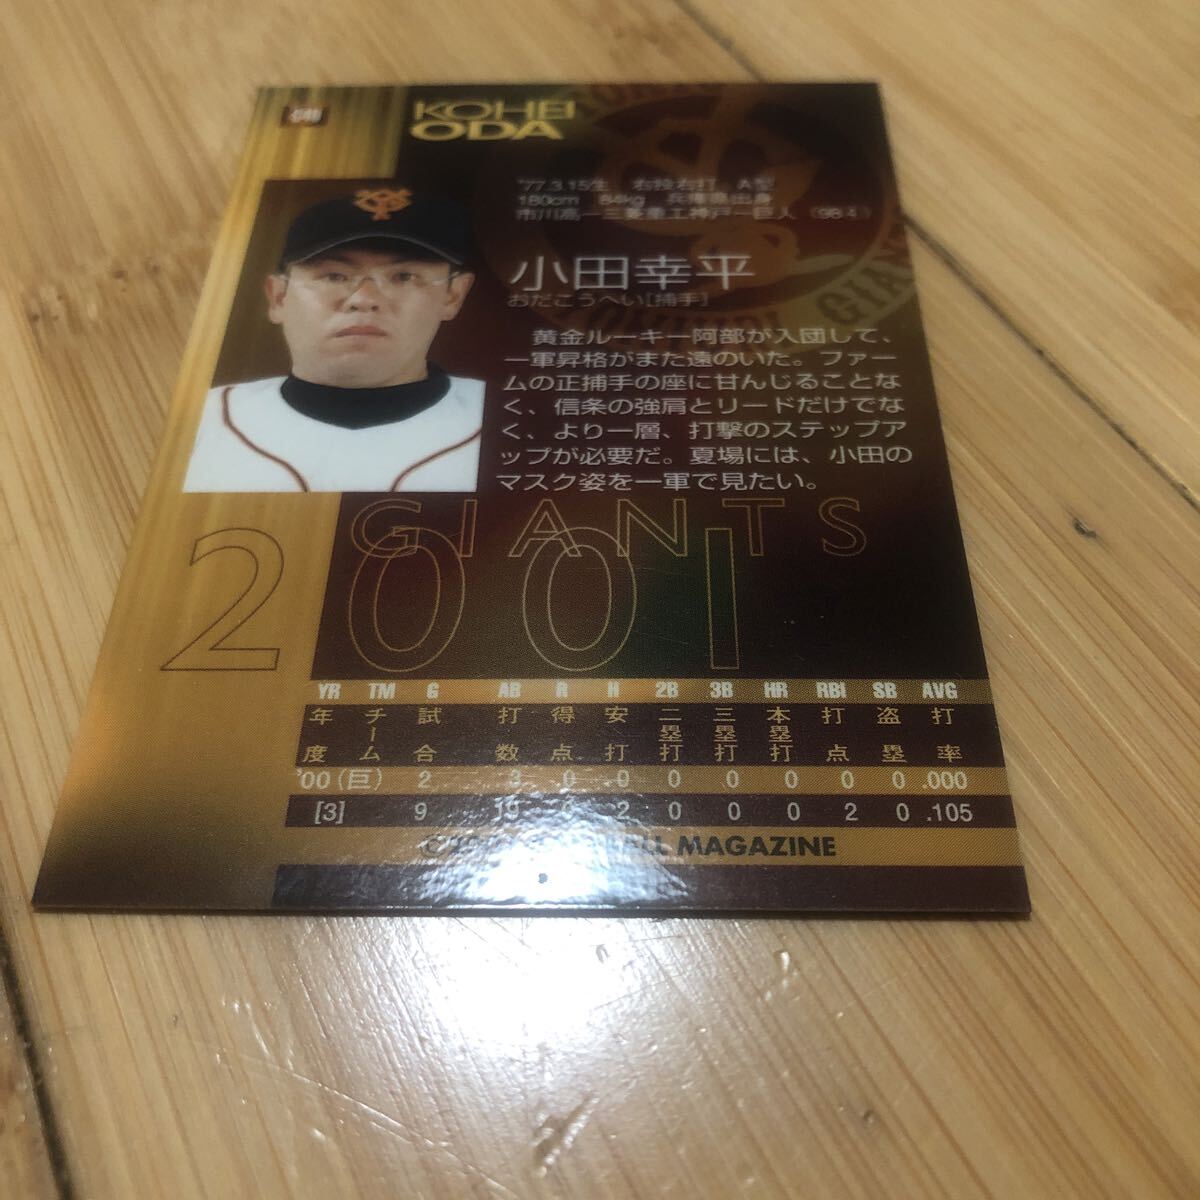 KOHEI
ODA
'77.3.15生 右投右打 A型
180cm 84kg 兵庫県出身
市川高ー三菱重工神戸ー巨人
小田幸平
おだこうへい[捕手]
黄金ルーキー阿部が入団して、
一軍昇格がまた遠のいた。ファー
ムの正捕手の座に甘んじることな
く、信条の強肩とリードだけでな
く、より一層、打撃のステップア
ップが必要だ。夏場には、小田の
マスク姿を一軍で見たい。
GIANTS
2001
YR TM G AB R H 2B 3B HR RBI SB AVG
年度 チーム 試合 打数 得点 安打 二塁打 三塁打 本塁打 打点 盗塁 打率
'00 (巨) 2 3 0 0 0 0 0 0 0 .000
[3] 9 19 2 0 0 0 2 0 .105
MAGAZINE